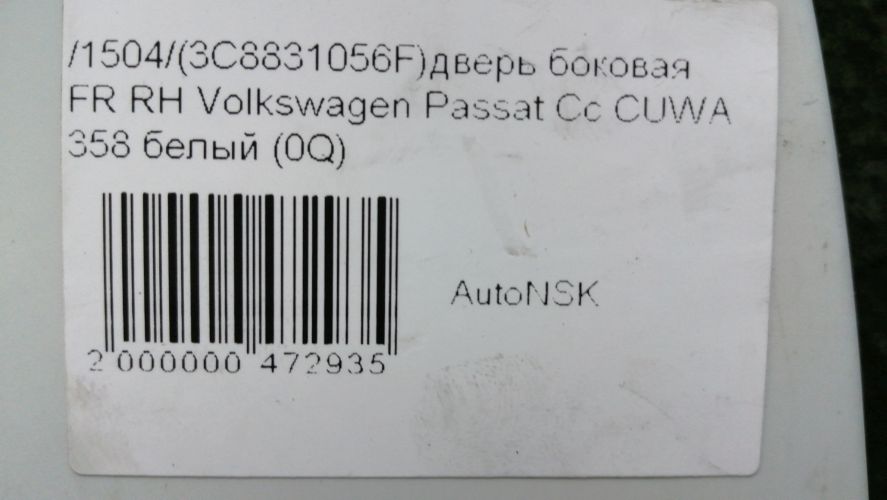 /1504/(3C8831056F)дверь боковая
FR RH Volkswagen Passat Cc CUWA
358 белый (0Q)
AutoNSK
2 000000 472935